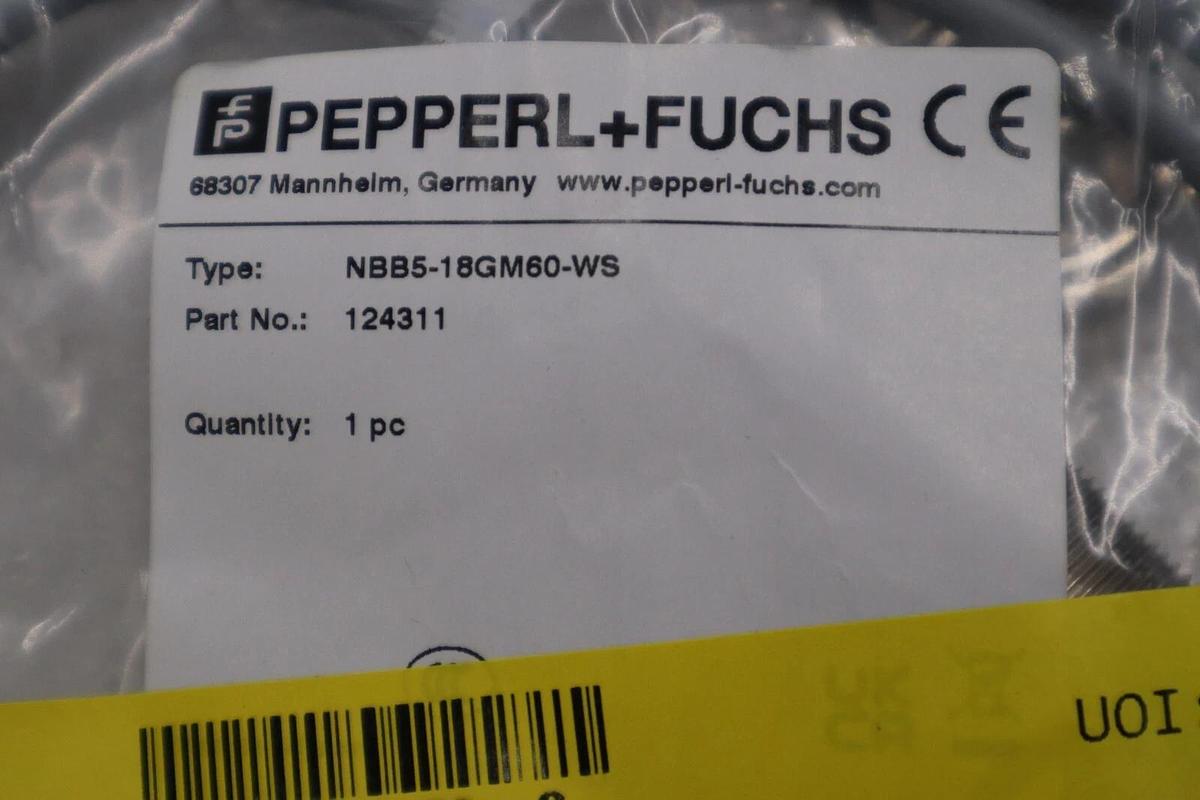 PEPPERL+FUCHS CE
68307 Mannheim, Germany www.pepperl-fuchs.com
Type: NBB5-18GM60-WS
Part No.: 124311
Quantity: 1 pc
UOI